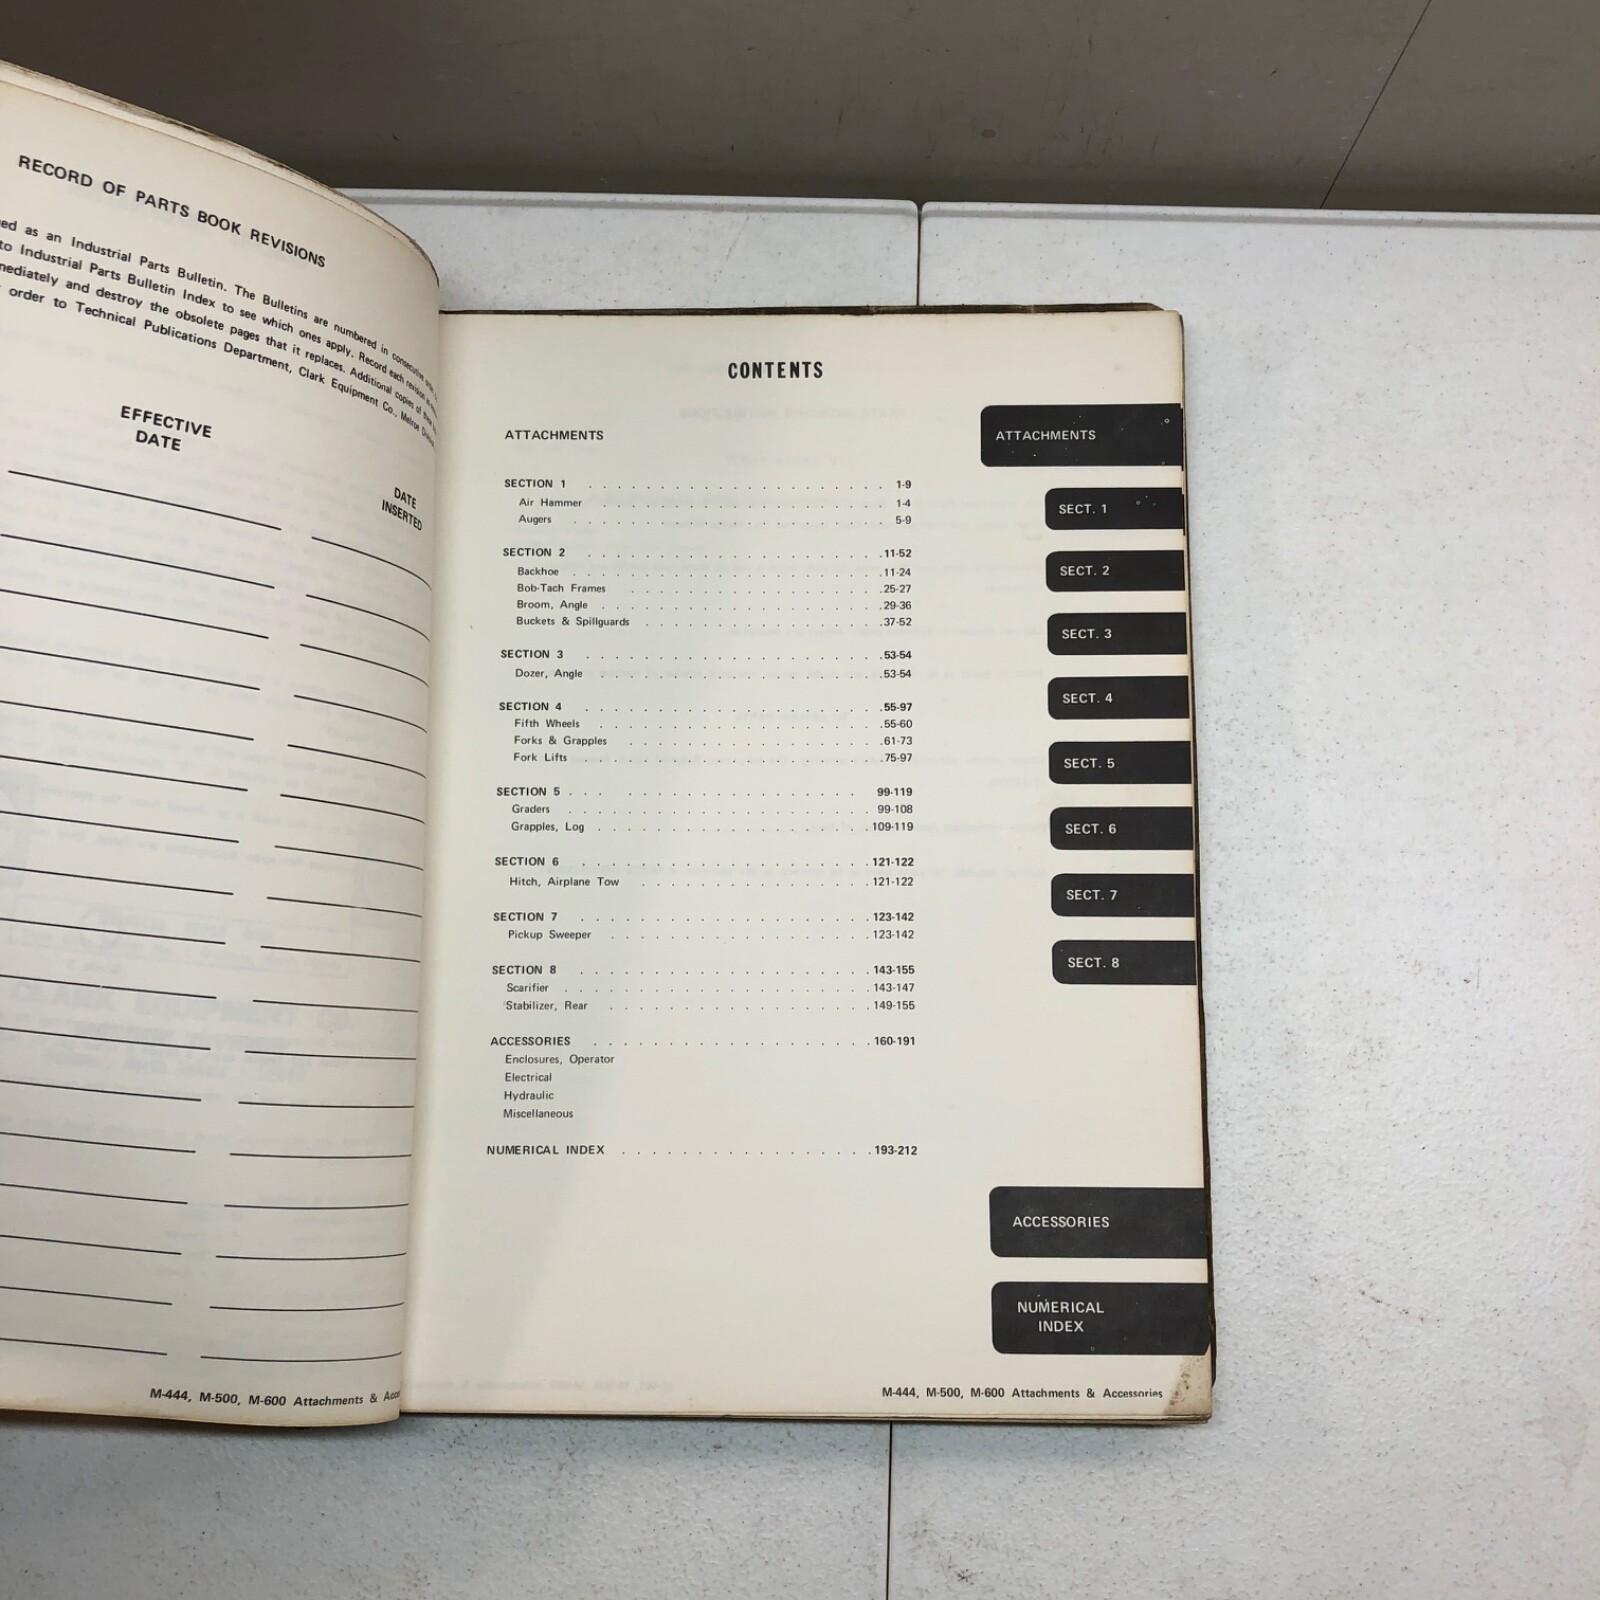 RECORD OF PARTS BOOK REVISIONS
as an Industrial Parts Bulletin. The Bulletins are numbered in consecutive
to Industrial Parts Bulletin Index to see which ones apply. Record each revision
and destroy the obsolete pages that it replaces. Additional copies of these
order to Technical Publications Department, Clark Equipment Co., Melroe
EFFECTIVE
DATE
DATE
INSERTED
M-444, M-500, M-600 Attachments &
CONTENTS
ATTACHMENTS
SECTION 1 . . . . . . . . . . . . . . . . . . . . 1-9
Air Hammer . . . . . . . . . . . . . . . . . . . . 1-4
Augers . . . . . . . . . . . . . . . . . . . . 5-9
SECTION 2 . . . . . . . . . . . . . . . . . . . . 11-52
Backhoe . . . . . . . . . . . . . . . . . . . . 11-24
Bob-Tach Frames . . . . . . . . . . . . . . . . . . 25-27
Broom, Angle . . . . . . . . . . . . . . . . . . . . 29-36
Buckets & Spillguards . . . . . . . . . . . . . . . . . 37-52
SECTION 3 . . . . . . . . . . . . . . . . . . . . 53-54
Dozer, Angle . . . . . . . . . . . . . . . . . . . . 53-54
SECTION 4 . . . . . . . . . . . . . . . . . . . . 55-97
Fifth Wheels . . . . . . . . . . . . . . . . . . . . 55-60
Forks & Grapples . . . . . . . . . . . . . . . . . . 61-73
Fork Lifts . . . . . . . . . . . . . . . . . . . . 75-97
SECTION 5 . . . . . . . . . . . . . . . . . . . 99-119
Graders . . . . . . . . . . . . . . . . . . . . 99-108
Grapples, Log . . . . . . . . . . . . . . . . . . . 109-119
SECTION 6 . . . . . . . . . . . . . . . . . . . . 121-122
Hitch, Airplane Tow . . . . . . . . . . . . . . . . 121-122
SECTION 7 . . . . . . . . . . . . . . . . . . . . 123-142
Pickup Sweeper . . . . . . . . . . . . . . . . . . 123-142
SECTION 8 . . . . . . . . . . . . . . . . . . . . 143-155
Scarifier . . . . . . . . . . . . . . . . . . . . 143-147
Stabilizer, Rear . . . . . . . . . . . . . . . . . . 149-155
ACCESSORIES . . . . . . . . . . . . . . . . . . . 160-191
Enclosures, Operator
Electrical
Hydraulic
Miscellaneous
NUMERICAL INDEX . . . . . . . . . . . . . . . . . 193-212
ATTACHMENTS
SECT. 1
SECT. 2
SECT. 3
SECT. 4
SECT. 5
SECT. 6
SECT. 7
SECT. 8
ACCESSORIES
NUMERICAL
INDEX
M-444, M-500, M-600 Attachments & Accessories